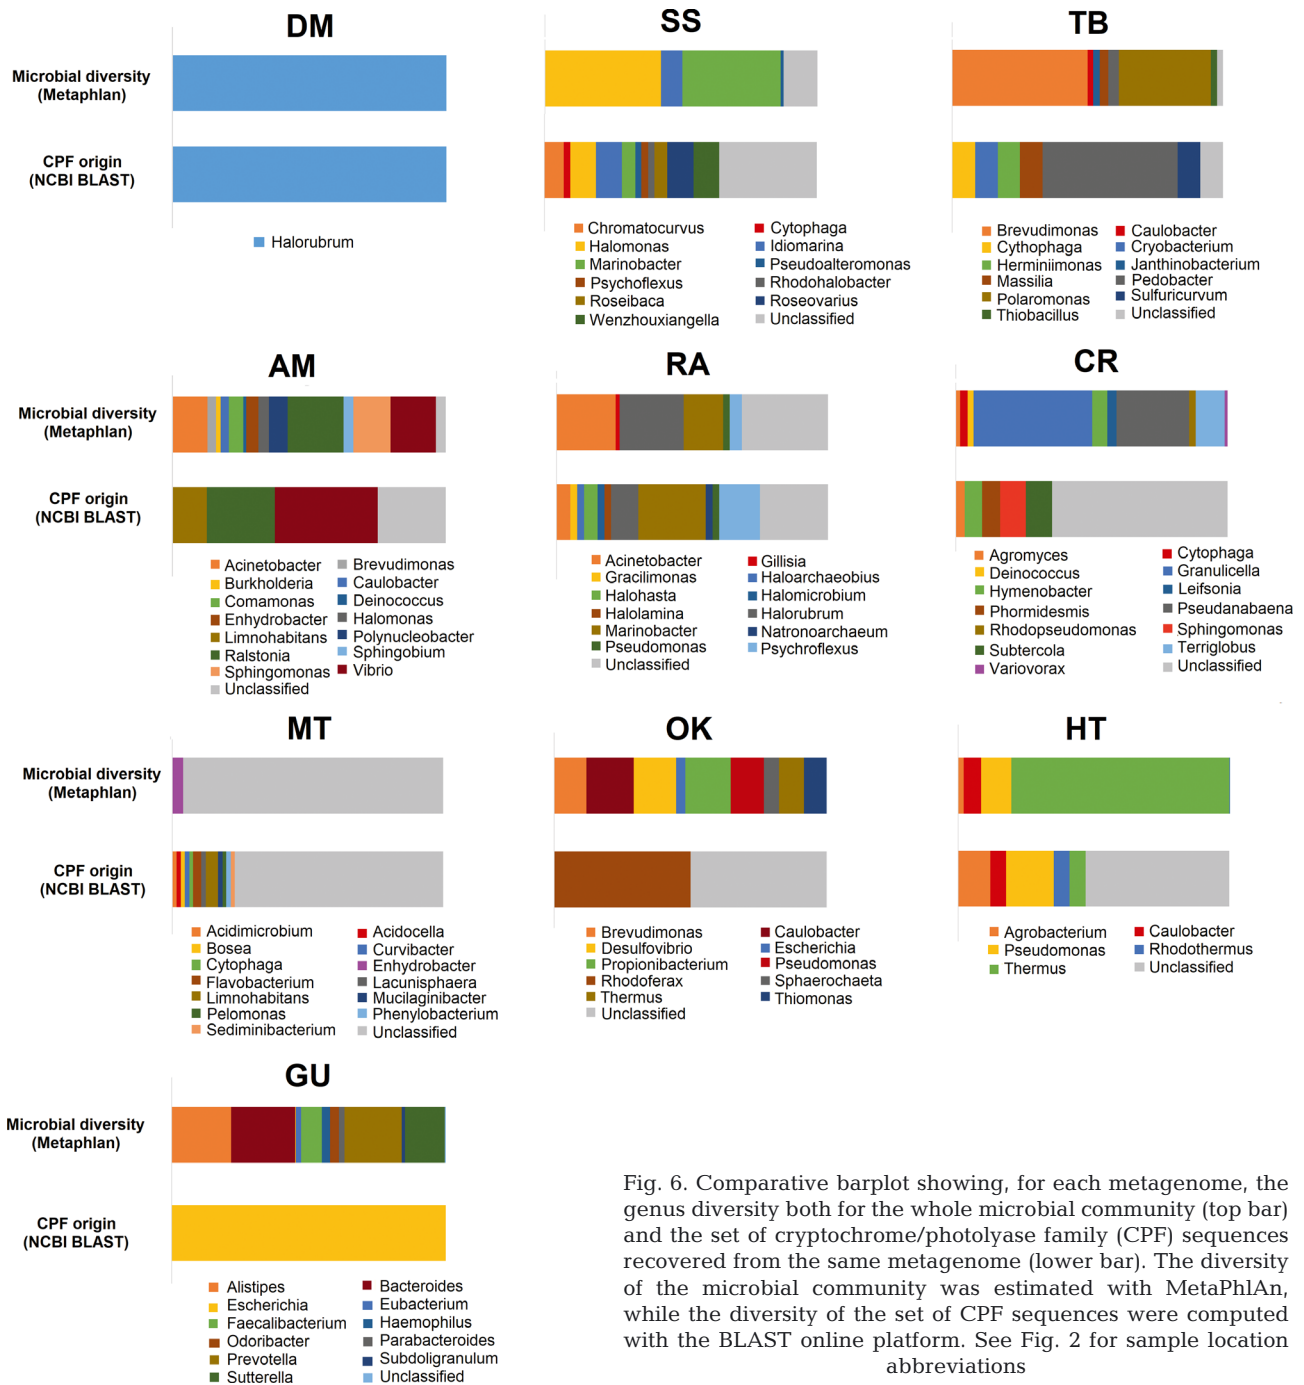 DM
Microbial diversity
(Metaphlan)
CPF origin
(NCBI BLAST)
Halorubrum
SS
Chromatocurvus
Cytophaga
Halomonas
Idiomarina
Marinobacter
Pseudoalteromonas
Psychoflexus
Rhodohalobacter
Roseibaca
Roseovarius
Wenzhouxiangella
Unclassified
TB
Brevudimonas
Caulobacter
Cythophaga
Cryobacterium
Herminiimonas
Janthinobacterium
Massilia
Pedobacter
Polaromonas
Sulfuricurvum
Thiobacillus
Unclassified
AM
Microbial diversity
(Metaphlan)
CPF origin
(NCBI BLAST)
Acinetobacter
Brevudimonas
Burkholderia
Caulobacter
Comamonas
Deinococcus
Enhydrobacter
Halomonas
Limnohabitans
Polynucleobacter
Ralstonia
Sphingobium
Sphingomonas
Vibrio
Unclassified
RA
Acinetobacter
Gillisia
Gracilimonas
Haloarchaeobius
Halohasta
Halomicrobium
Halolamina
Halorubrum
Marinobacter
Natronoarchaeum
Pseudomonas
Psychroflexus
Unclassified
CR
Agromyces
Cytophaga
Deinococcus
Granulicella
Hymenobacter
Leifsonia
Phormidesmis
Pseudanabaena
Rhodopseudomonas
Sphingomonas
Subtercola
Terriglobus
Variovorax
Unclassified
MT
Microbial diversity
(Metaphlan)
CPF origin
(NCBI BLAST)
Acidimicrobium
Acidocella
Bosea
Curvibacter
Cytophaga
Enhydrobacter
Flavobacterium
Lacunisphaera
Limnohabitans
Mucilaginibacter
Pelomonas
Phenylobacterium
Sediminibacterium
Unclassified
OK
Brevudimonas
Caulobacter
Desulfovibrio
Escherichia
Propionibacterium
Pseudomonas
Rhodoferax
Sphaerochaeta
Thermus
Thiomonas
Unclassified
HT
Agrobacterium
Caulobacter
Pseudomonas
Rhodothermus
Thermus
Unclassified
GU
Microbial diversity
(Metaphlan)
CPF origin
(NCBI BLAST)
Alistipes
Bacteroides
Escherichia
Eubacterium
Faecalibacterium
Haemophilus
Odoribacter
Parabacteroides
Prevotella
Subdoligranulum
Sutterella
Unclassified
Fig. 6. Comparative barplot showing, for each metagenome, the
genus diversity both for the whole microbial community (top bar)
and the set of cryptochrome/photolyase family (CPF) sequences
recovered from the same metagenome (lower bar). The diversity
of the microbial community was estimated with MetaPhlAn,
while the diversity of the set of CPF sequences were computed
with the BLAST online platform. See Fig. 2 for sample location
abbreviations